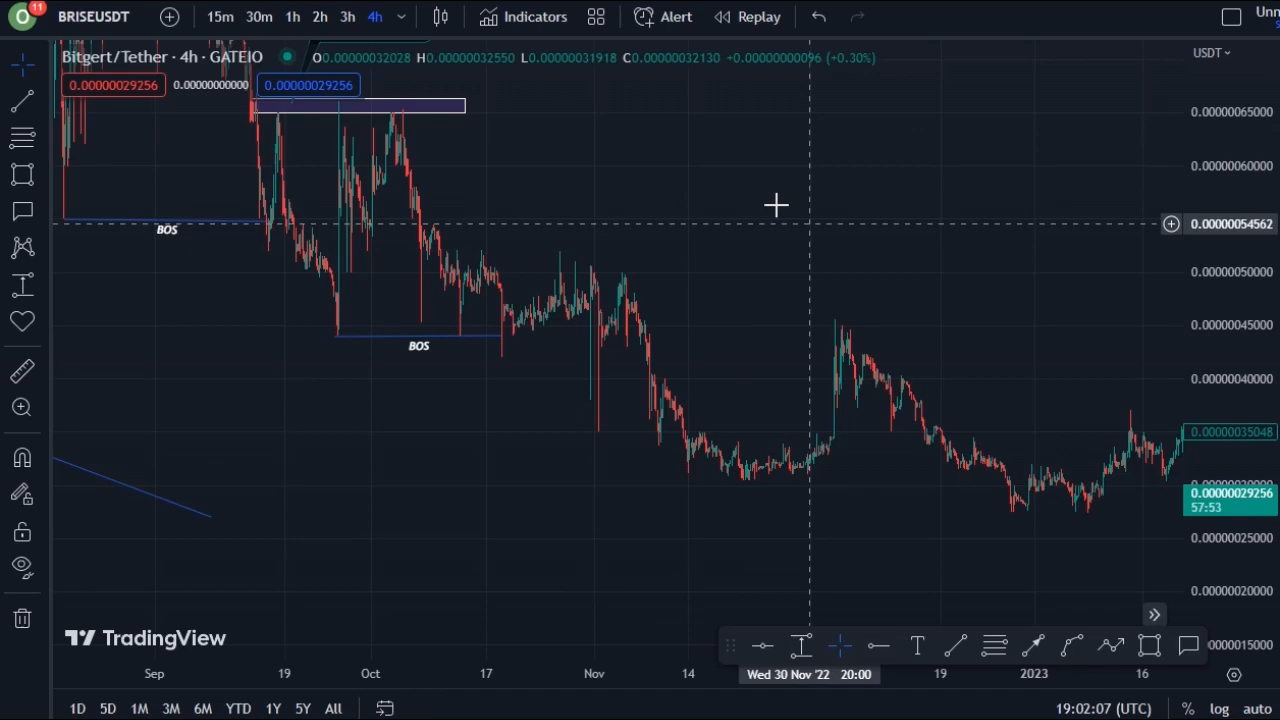 O 11 BRISEUSDT 15m 30m 1h 2h 3h 4h Indicators Alert Replay
Bitgert/Tether · 4h · GATEIO O0.00000032028 H0.00000032550 L0.00000031918 C0.00000032130 +0.00000000096 (+0.30%) USDT
0.00000029256 0.00000000000 0.00000029256
0.00000065000
0.00000060000
BOS 0.00000054562
0.00000050000
0.00000045000
BOS
0.00000040000
0.00000035048
0.00000029256
57:53
0.00000025000
0.00000020000
TradingView
Sep 19 Oct 17 Nov 14 Wed 30 Nov '22 20:00 19 2023 16
1D 5D 1M 3M 6M YTD 1Y 5Y All 19:02:07 (UTC) % log auto